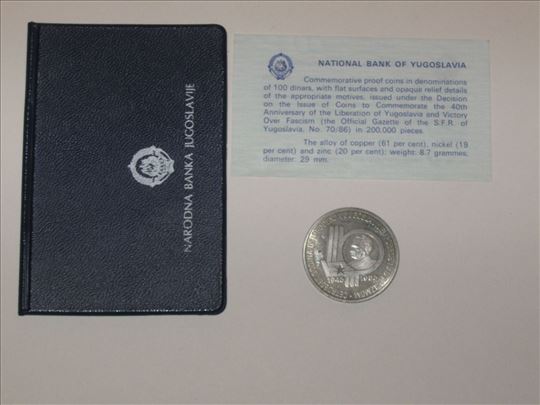 NARODNA BANKA JUGOSLAVIJE
NATIONAL BANK OF YUGOSLAVIA
Commemorative proof coins in denominations
of 100 dinars, with flat surfaces and opaque relief details
of the appropriate motives, issued under the Decision
on the Issue of Coins to Commemorate the 40th
Anniversary of the Liberation of Yugoslavia and Victory
Over Fascism (the Official Gazette of the S.F.R. of
Yugoslavia, No. 70/86) in 200,000 pieces.
The alloy of copper (61 per cent), nickel (19
per cent) and zinc (20 per cent); weight: 8.7 grammes,
diameter: 29 mm.
1945 1985